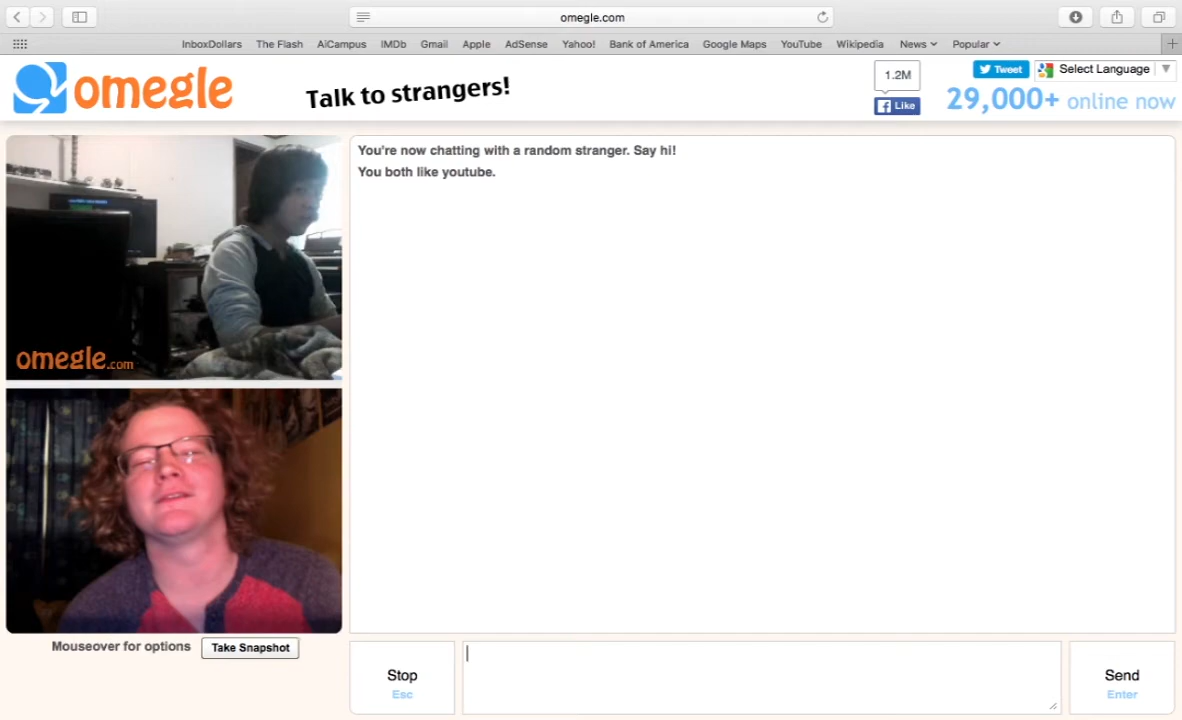 omegle.com
InboxDollars The Flash AiCampus IMDb Gmail Apple AdSense Yahoo! Bank of America Google Maps YouTube Wikipedia News Popular
omegle
Talk to strangers!
1.2M
Like
Tweet
Select Language
29,000+ online now
You're now chatting with a random stranger. Say hi!
You both like youtube.
omegle.com
Mouseover for options
Take Snapshot
Stop
Esc
Send
Enter